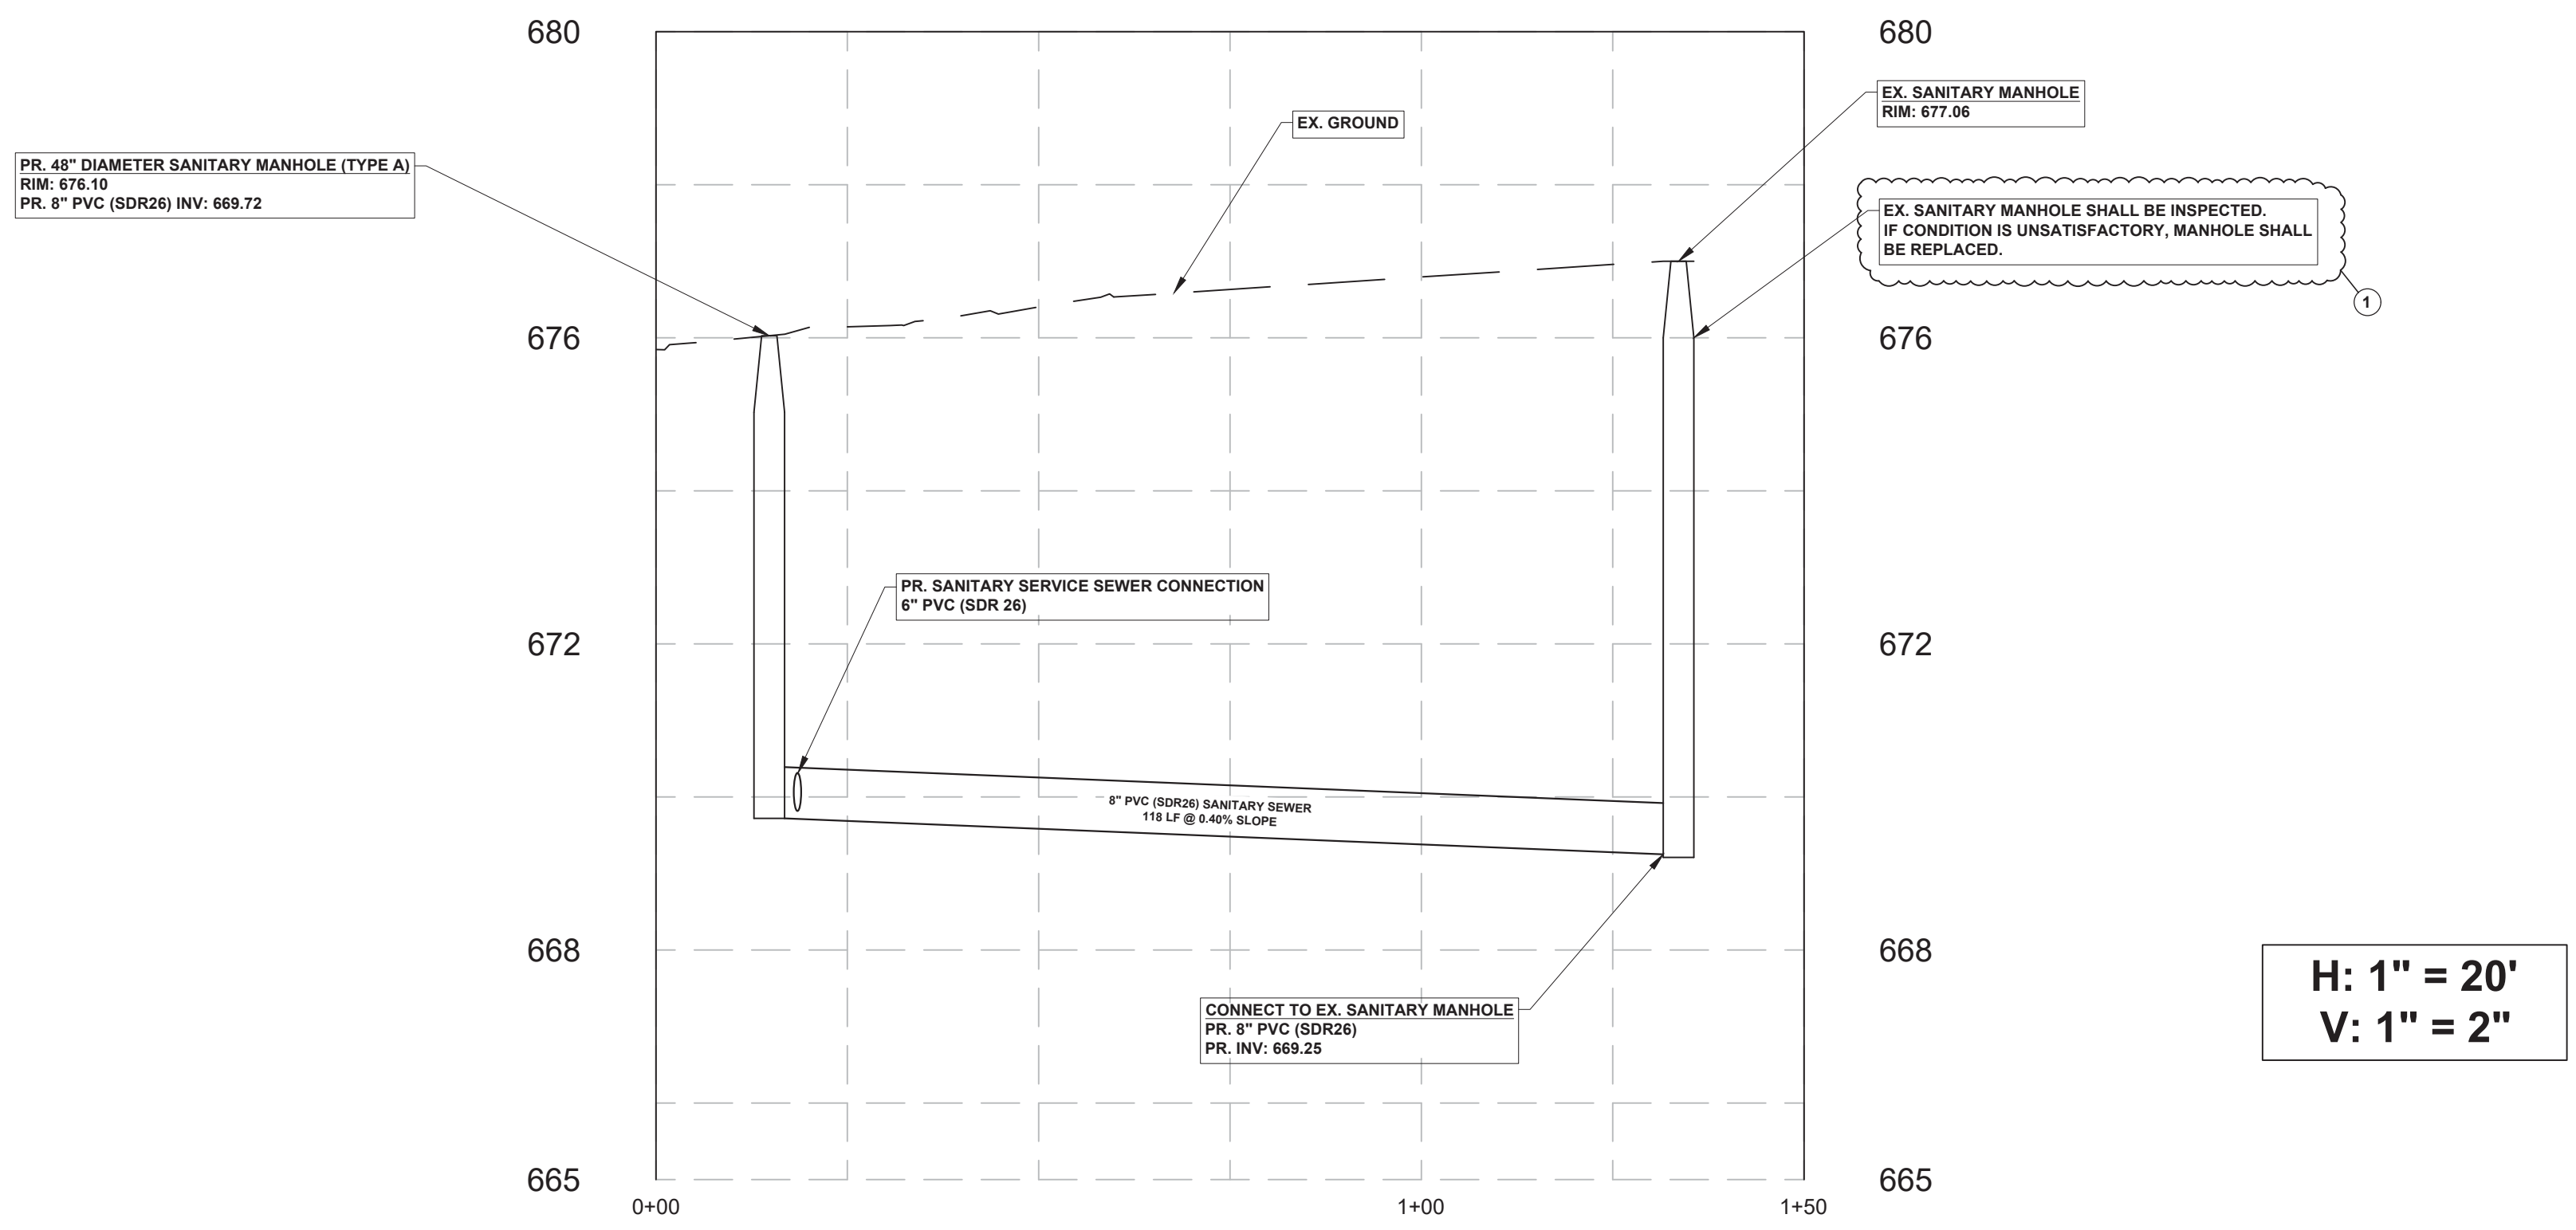 680
680
EX. SANITARY MANHOLE
RIM: 677.06
EX. GROUND
PR. 48" DIAMETER SANITARY MANHOLE (TYPE A)
RIM: 676.10
PR. 8" PVC (SDR26) INV: 669.72
EX. SANITARY MANHOLE SHALL BE INSPECTED.
IF CONDITION IS UNSATISFACTORY, MANHOLE SHALL
BE REPLACED.
1
676
676
PR. SANITARY SERVICE SEWER CONNECTION
6" PVC (SDR 26)
672
672
8" PVC (SDR26) SANITARY SEWER
118 LF @ 0.40% SLOPE
668
668
H: 1" = 20'
V: 1" = 2"
CONNECT TO EX. SANITARY MANHOLE
PR. 8" PVC (SDR26)
PR. INV: 669.25
665
665
0+00
1+00
1+50